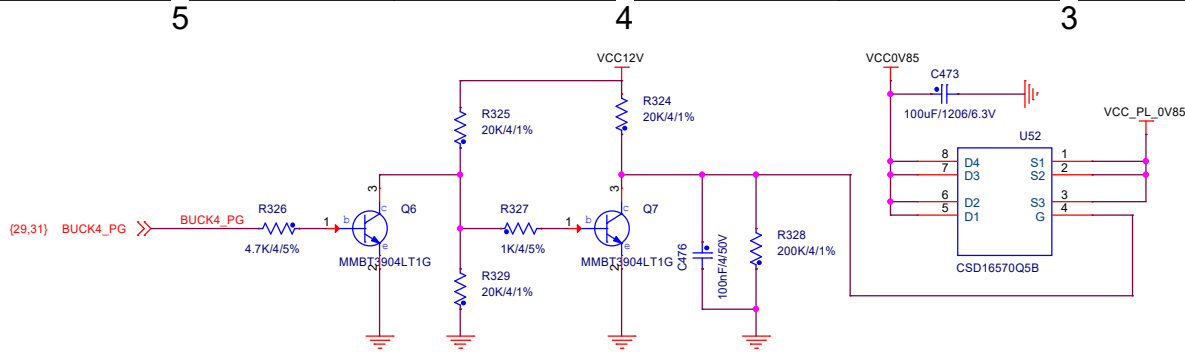 5
4
3
VCC12V
VCC0V85
C473
100uF/1206/6.3V
VCC_PL_0V85
R325
20K/4/1%
R324
20K/4/1%
U52
8
D4
S1
1
7
D3
S2
2
6
D2
S3
3
5
D1
G
4
CSD16570Q5B
{29,31}
BUCK4_PG
BUCK4_PG
R326
4.7K/4/5%
1
b
3
c
Q6
e
2
MMBT3904LT1G
R327
1K/4/5%
1
b
3
c
Q7
e
2
MMBT3904LT1G
R329
20K/4/1%
C476
100nF/4/50V
R328
200K/4/1%